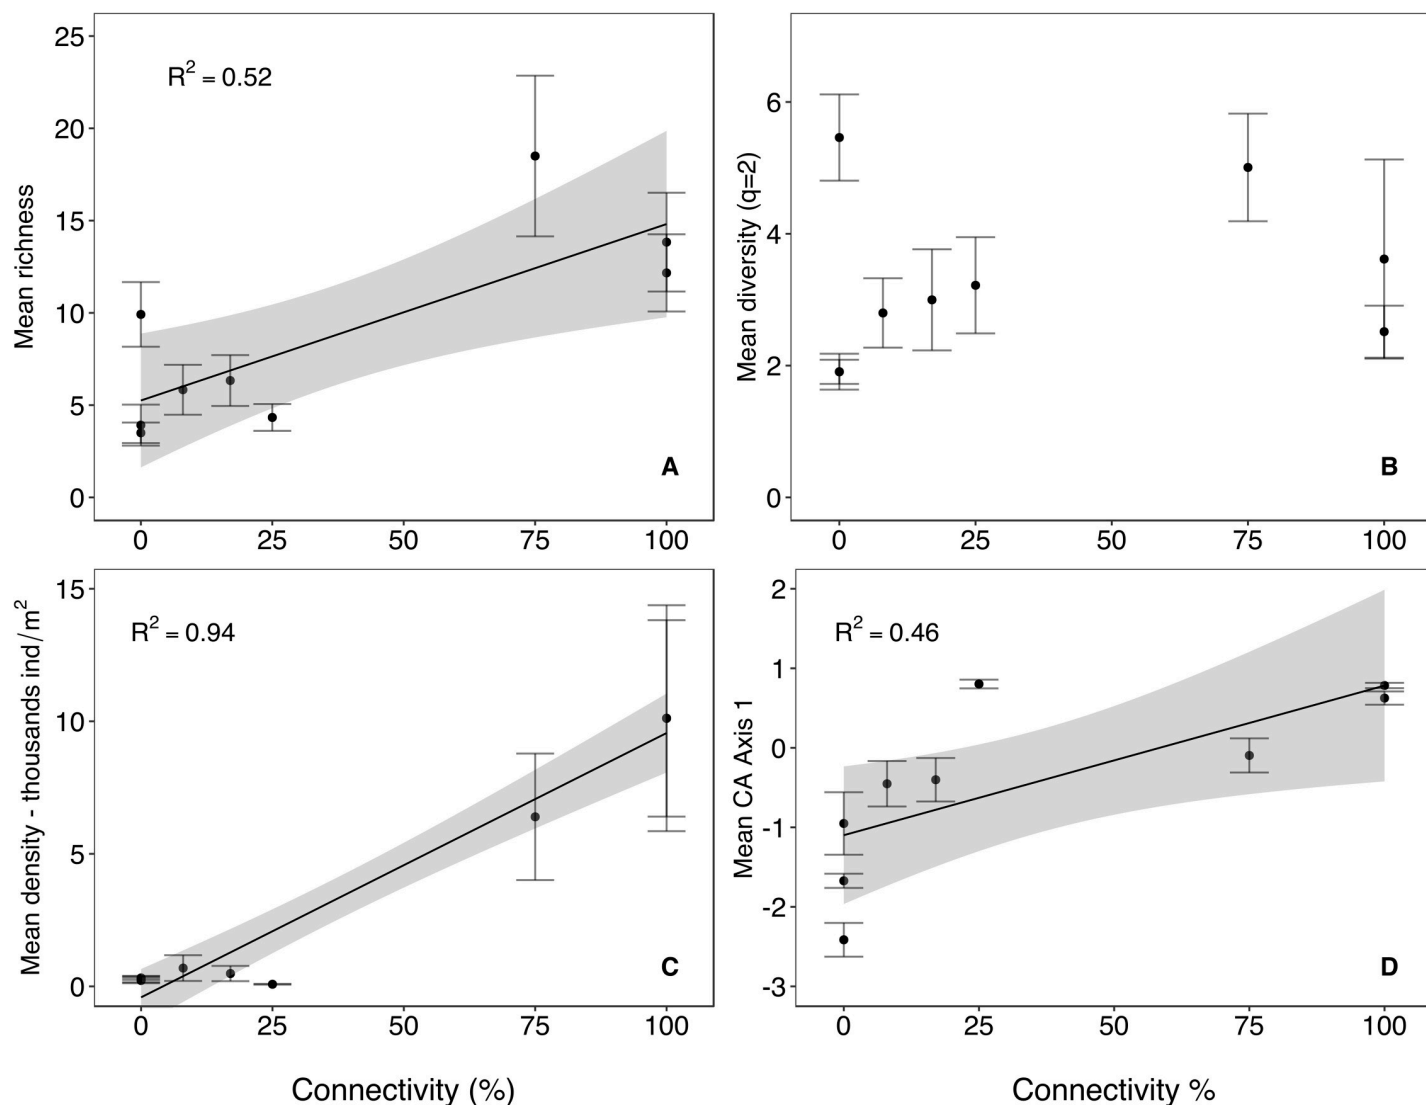 Mean richness
25
20
15
10
5
0
R² = 0.52
A
0 25 50 75 100
Mean diversity (q=2)
6
4
2
0
B
0 25 50 75 100
Mean density - thousands ind/m²
15
10
5
0
R² = 0.94
C
0 25 50 75 100
Connectivity (%)
Mean CA Axis 1
2
1
0
-1
-2
-3
R² = 0.46
D
0 25 50 75 100
Connectivity %